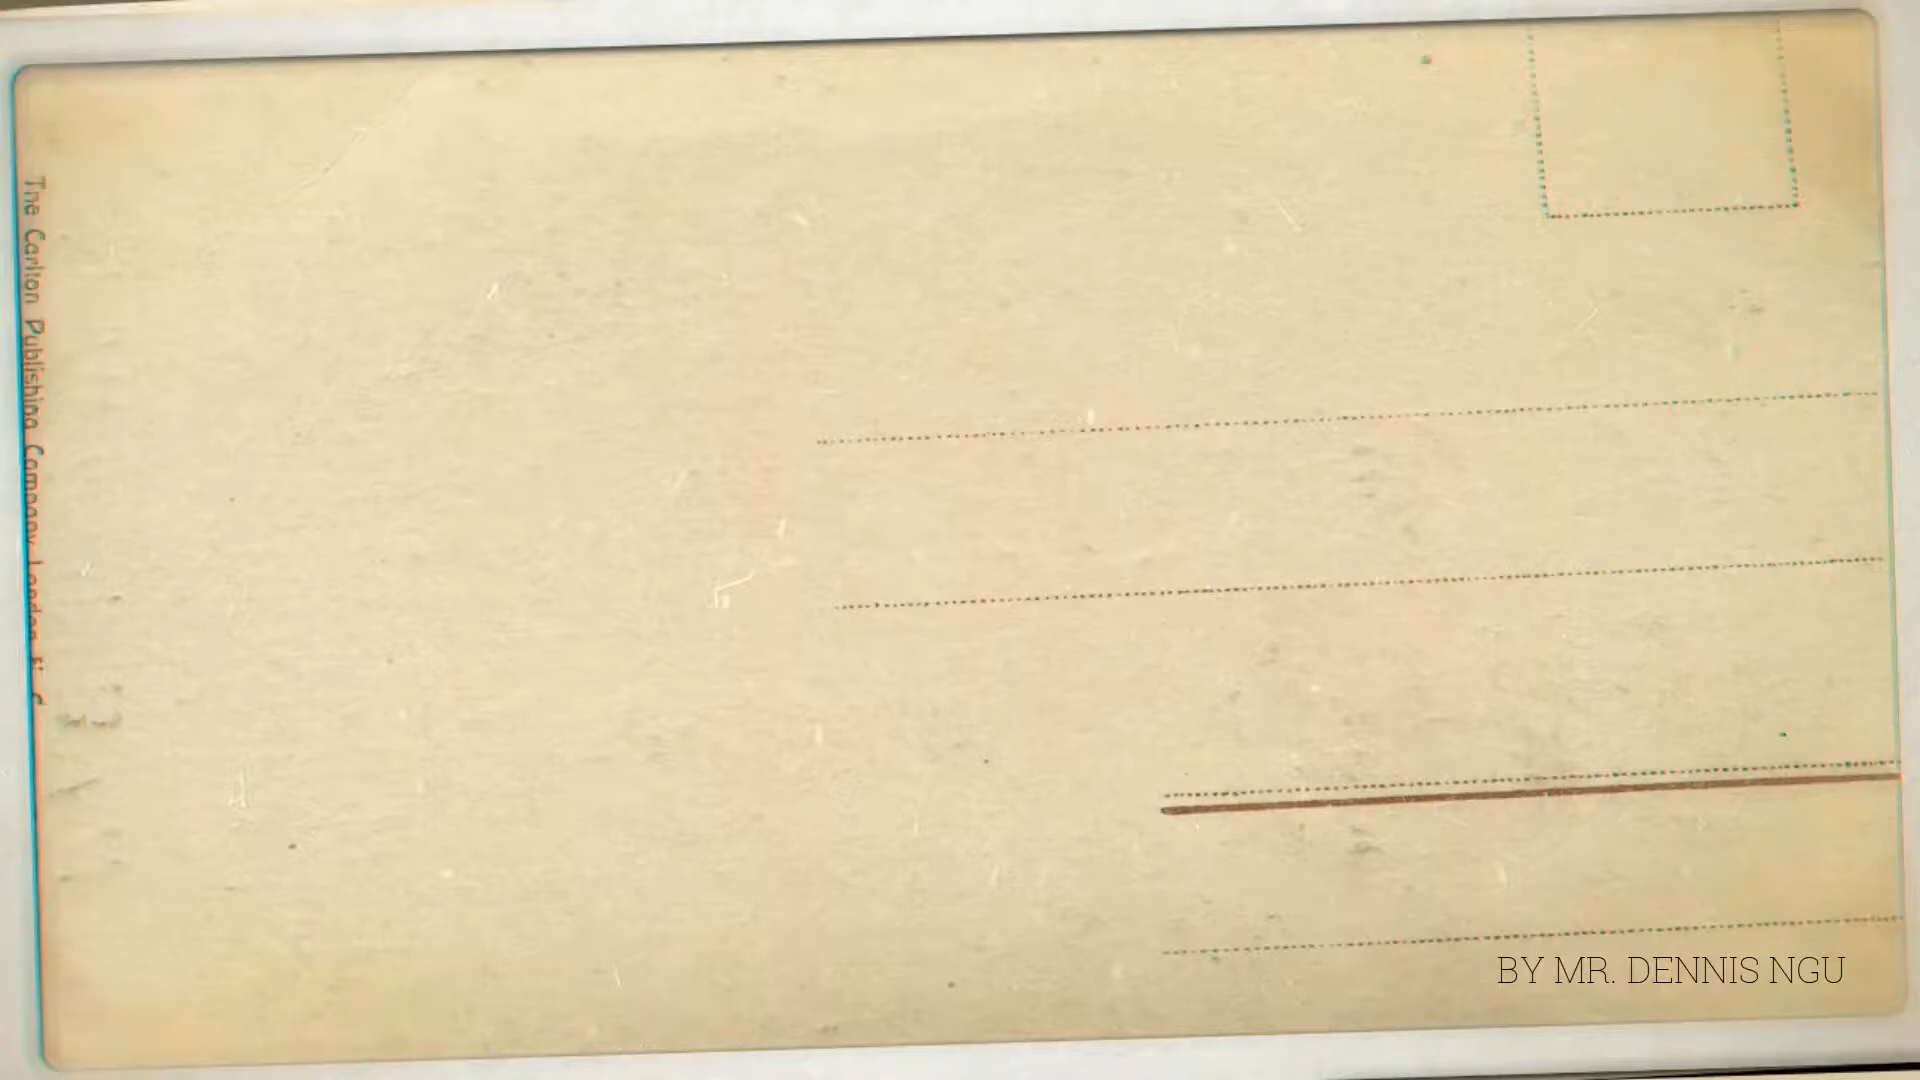 The Carlton Publishing Company, London, E. C.
BY MR. DENNIS NGU